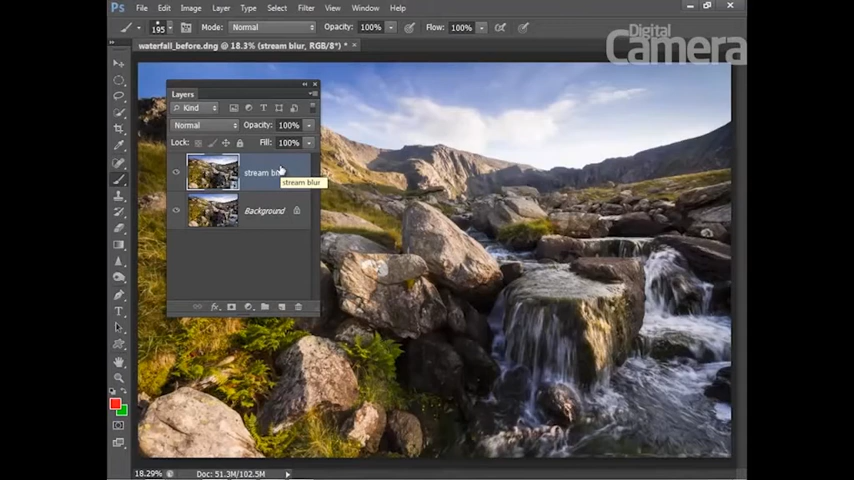 Ps File Edit Image Layer Type Select Filter View Window Help
195 Mode: Normal Opacity: 100% Flow: 100%
waterfall_before.dng @ 18.3% (stream blur, RGB/8*) * ×
Digital
Camera
Layers
Kind
Normal Opacity: 100%
Lock: Fill: 100%
stream blur
stream blur
Background
18.29% Doc: 51.3M/102.5M